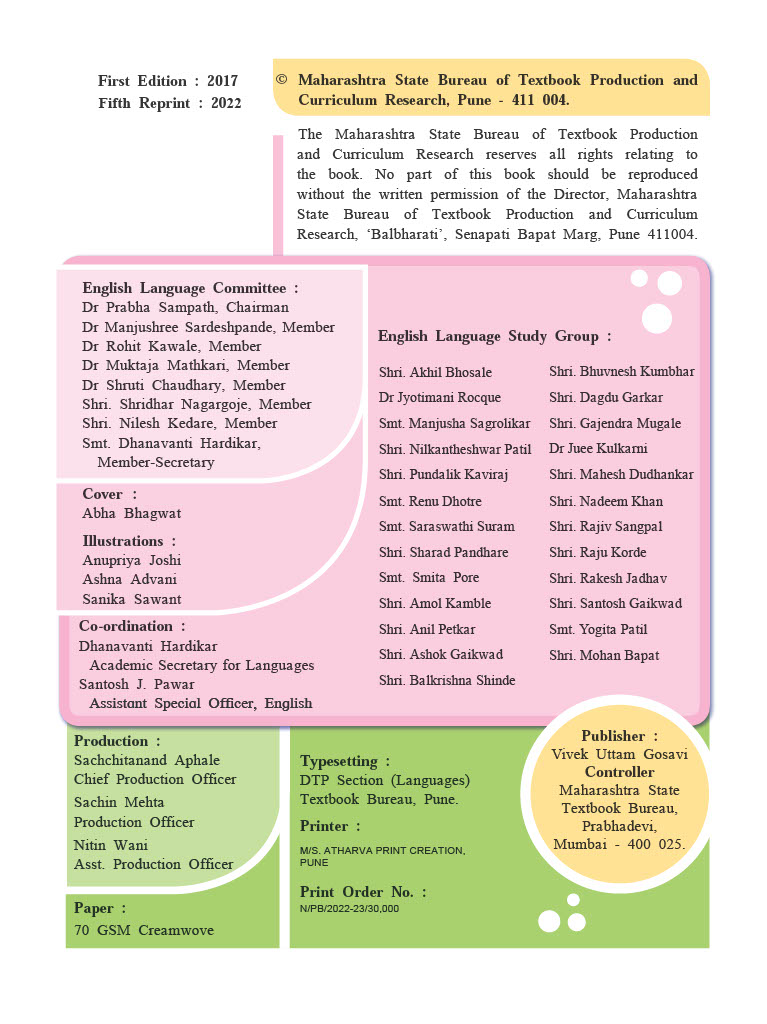 First Edition : 2017
Fifth Reprint : 2022
© Maharashtra State Bureau of Textbook Production and
Curriculum Research, Pune - 411 004.
The Maharashtra State Bureau of Textbook Production
and Curriculum Research reserves all rights relating to
the book. No part of this book should be reproduced
without the written permission of the Director, Maharashtra
State Bureau of Textbook Production and Curriculum
Research, ‘Balbharati’, Senapati Bapat Marg, Pune 411004.
English Language Committee :
Dr Prabha Sampath, Chairman
Dr Manjushree Sardeshpande, Member
Dr Rohit Kawale, Member
Dr Muktaja Mathkari, Member
Dr Shruti Chaudhary, Member
Shri. Shridhar Nagargoje, Member
Shri. Nilesh Kedare, Member
Smt. Dhanavanti Hardikar,
Member-Secretary
Cover :
Abha Bhagwat
Illustrations :
Anupriya Joshi
Ashna Advani
Sanika Sawant
Co-ordination :
Dhanavanti Hardikar
Academic Secretary for Languages
Santosh J. Pawar
Assistant Special Officer, English
English Language Study Group :
Shri. Akhil Bhosale
Dr Jyotimani Rocque
Smt. Manjusha Sagrolikar
Shri. Nilkantheshwar Patil
Shri. Pundalik Kaviraj
Smt. Renu Dhotre
Smt. Saraswathi Suram
Shri. Sharad Pandhare
Smt. Smita Pore
Shri. Amol Kamble
Shri. Anil Petkar
Shri. Ashok Gaikwad
Shri. Balkrishna Shinde
Shri. Bhuvnesh Kumbhar
Shri. Dagdu Garkar
Shri. Gajendra Mugale
Dr Juee Kulkarni
Shri. Mahesh Dudhankar
Shri. Nadeem Khan
Shri. Rajiv Sangpal
Shri. Raju Korde
Shri. Rakesh Jadhav
Shri. Santosh Gaikwad
Smt. Yogita Patil
Shri. Mohan Bapat
Production :
Sachchitanand Aphale
Chief Production Officer
Sachin Mehta
Production Officer
Nitin Wani
Asst. Production Officer
Paper :
70 GSM Creamwove
Typesetting :
DTP Section (Languages)
Textbook Bureau, Pune.
Printer :
M/S. ATHARVA PRINT CREATION,
PUNE
Print Order No. :
N/PB/2022-23/30,000
Publisher :
Vivek Uttam Gosavi
Controller
Maharashtra State
Textbook Bureau,
Prabhadevi,
Mumbai - 400 025.